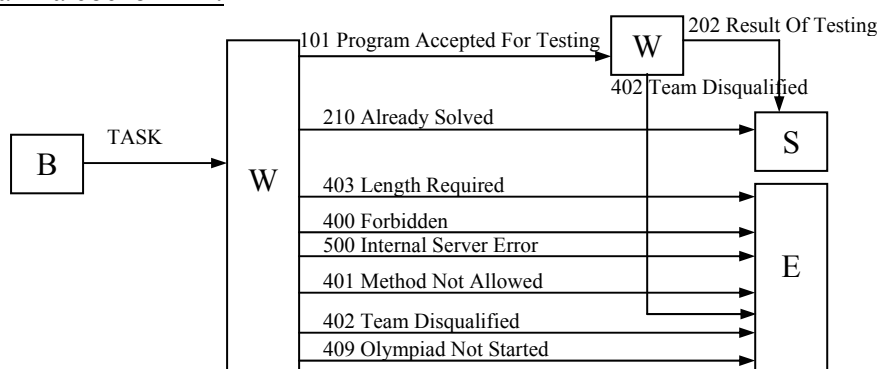 101 Program Accepted For Testing
W
202 Result Of Testing
402 Team Disqualified
210 Already Solved
S
B
TASK
W
403 Length Required
400 Forbidden
500 Internal Server Error
E
401 Method Not Allowed
402 Team Disqualified
409 Olympiad Not Started